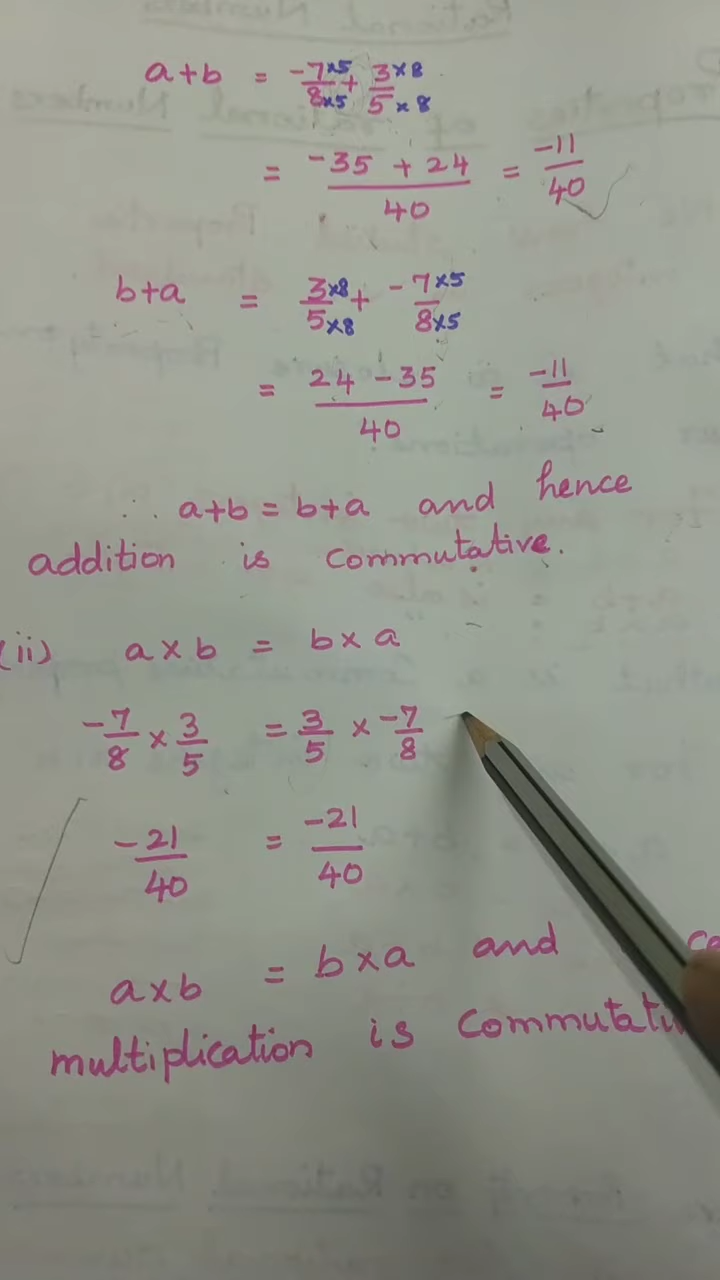 a+b = -7×5/8×5 + 3×8/5×8
= -35 + 24/40 = -11/40
b+a = 3×8/5×8 + -7×5/8×5
= 24 - 35/40 = -11/40
∴ a+b = b+a and hence
addition is commutative.
(ii) a × b = b × a
-7/8 × 3/5 = 3/5 × -7/8
-21/40 = -21/40
a×b = b×a and
multiplication is commutati